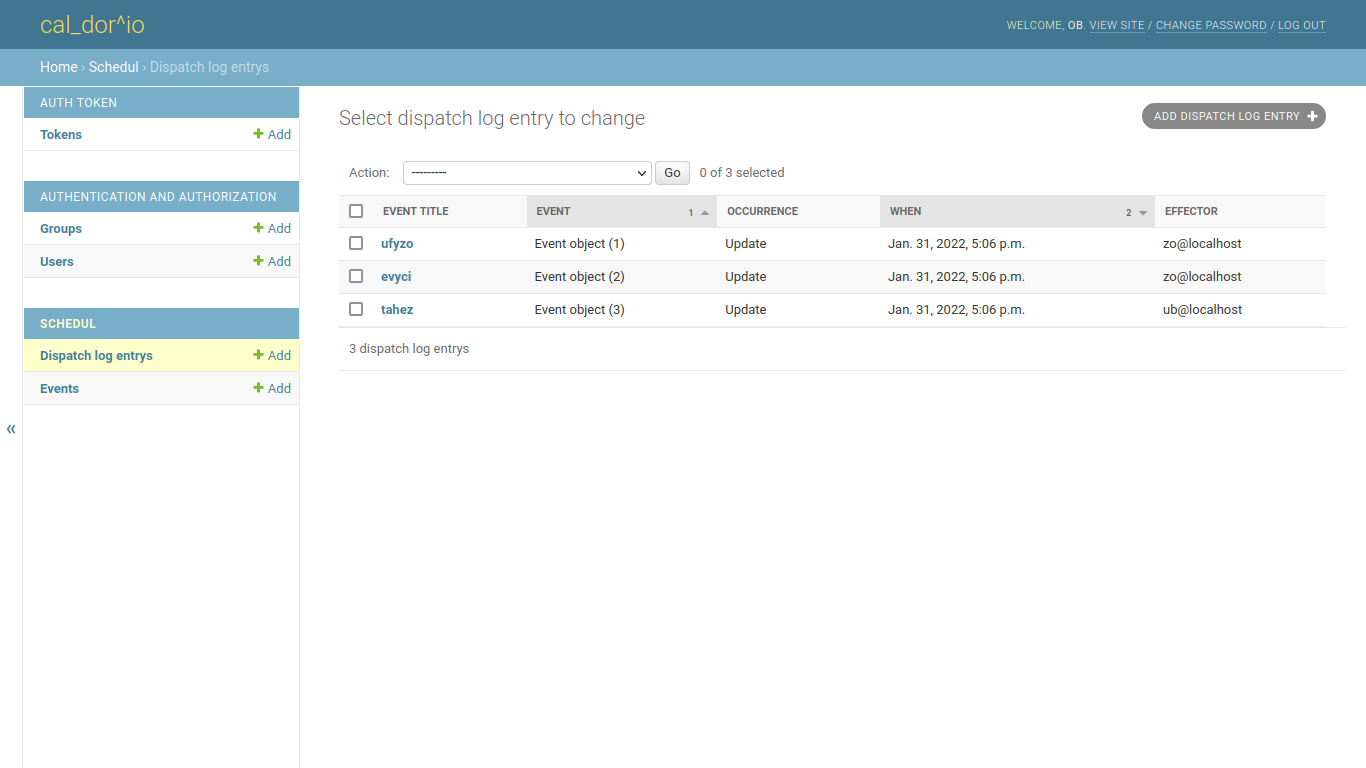 cal_dor^io
WELCOME, OB. VIEW SITE / CHANGE PASSWORD / LOG OUT
Home › Schedul › Dispatch log entrys
AUTH TOKEN
Tokens Add
AUTHENTICATION AND AUTHORIZATION
Groups Add
Users Add
SCHEDUL
Dispatch log entrys Add
Events Add
«
Select dispatch log entry to change
ADD DISPATCH LOG ENTRY
Action: --------- Go 0 of 3 selected
EVENT TITLE EVENT 1 OCCURRENCE WHEN 2 EFFECTOR
ufyzo Event object (1) Update Jan. 31, 2022, 5:06 p.m. zo@localhost
evyci Event object (2) Update Jan. 31, 2022, 5:06 p.m. zo@localhost
tahez Event object (3) Update Jan. 31, 2022, 5:06 p.m. ub@localhost
3 dispatch log entrys